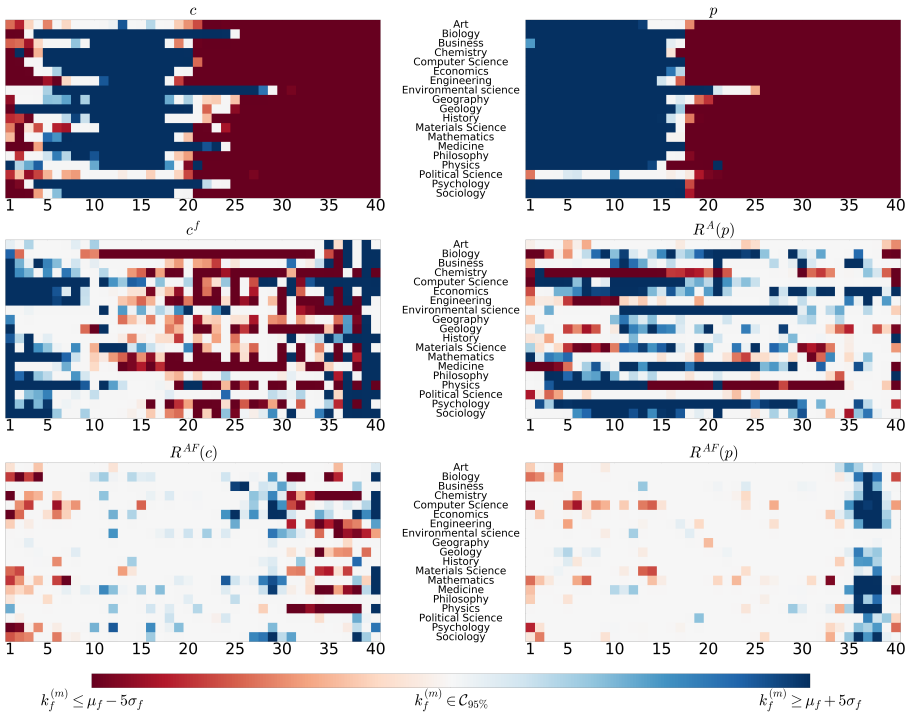 c p
Art
Biology
Business
Chemistry
Computer Science
Economics
Engineering
Environmental science
Geography
Geology
History
Materials Science
Mathematics
Medicine
Philosophy
Physics
Political Science
Psychology
Sociology
1 5 10 15 20 25 30 35 40 1 5 10 15 20 25 30 35 40
c^f R^A(p)
Art
Biology
Business
Chemistry
Computer Science
Economics
Engineering
Environmental science
Geography
Geology
History
Materials Science
Mathematics
Medicine
Philosophy
Physics
Political Science
Psychology
Sociology
1 5 10 15 20 25 30 35 40 1 5 10 15 20 25 30 35 40
R^{AF}(c) R^{AF}(p)
Art
Biology
Business
Chemistry
Computer Science
Economics
Engineering
Environmental science
Geography
Geology
History
Materials Science
Mathematics
Medicine
Philosophy
Physics
Political Science
Psychology
Sociology
1 5 10 15 20 25 30 35 40 1 5 10 15 20 25 30 35 40
k_f^{(m)} ≤ μ_f − 5σ_f k_f^{(m)} ∈ 𝒞_{95%} k_f^{(m)} ≥ μ_f + 5σ_f